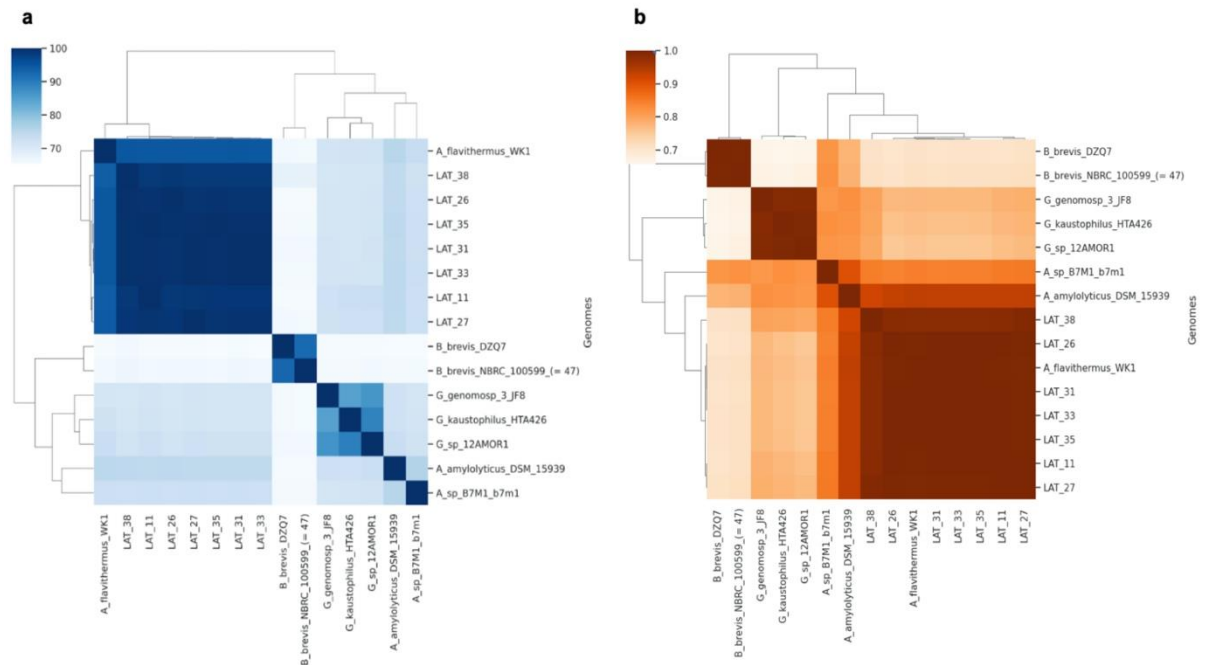 a
100
90
80
70
A_flavithermus_WK1
LAT_38
LAT_26
LAT_35
LAT_31
LAT_33
LAT_11
LAT_27
B_brevis_DZQ7
B_brevis_NBRC_100599_(= 47)
G_genomosp_3_JF8
G_kaustophilus_HTA426
G_sp_12AMOR1
A_amylolyticus_DSM_15939
A_sp_B7M1_b7m1
Genomes
A_flavithermus_WK1
LAT_38
LAT_11
LAT_26
LAT_27
LAT_35
LAT_31
LAT_33
B_brevis_DZQ7
B_brevis_NBRC_100599_(= 47)
G_genomosp_3_JF8
G_kaustophilus_HTA426
G_sp_12AMOR1
A_amylolyticus_DSM_15939
A_sp_B7M1_b7m1
b
1.0
0.9
0.8
0.7
B_brevis_DZQ7
B_brevis_NBRC_100599_(= 47)
G_genomosp_3_JF8
G_kaustophilus_HTA426
G_sp_12AMOR1
A_sp_B7M1_b7m1
A_amylolyticus_DSM_15939
LAT_38
LAT_26
A_flavithermus_WK1
LAT_31
LAT_33
LAT_35
LAT_11
LAT_27
Genomes
B_brevis_DZQ7
B_brevis_NBRC_100599_(= 47)
G_genomosp_3_JF8
G_kaustophilus_HTA426
G_sp_12AMOR1
A_sp_B7M1_b7m1
A_amylolyticus_DSM_15939
LAT_38
LAT_26
A_flavithermus_WK1
LAT_31
LAT_33
LAT_35
LAT_11
LAT_27